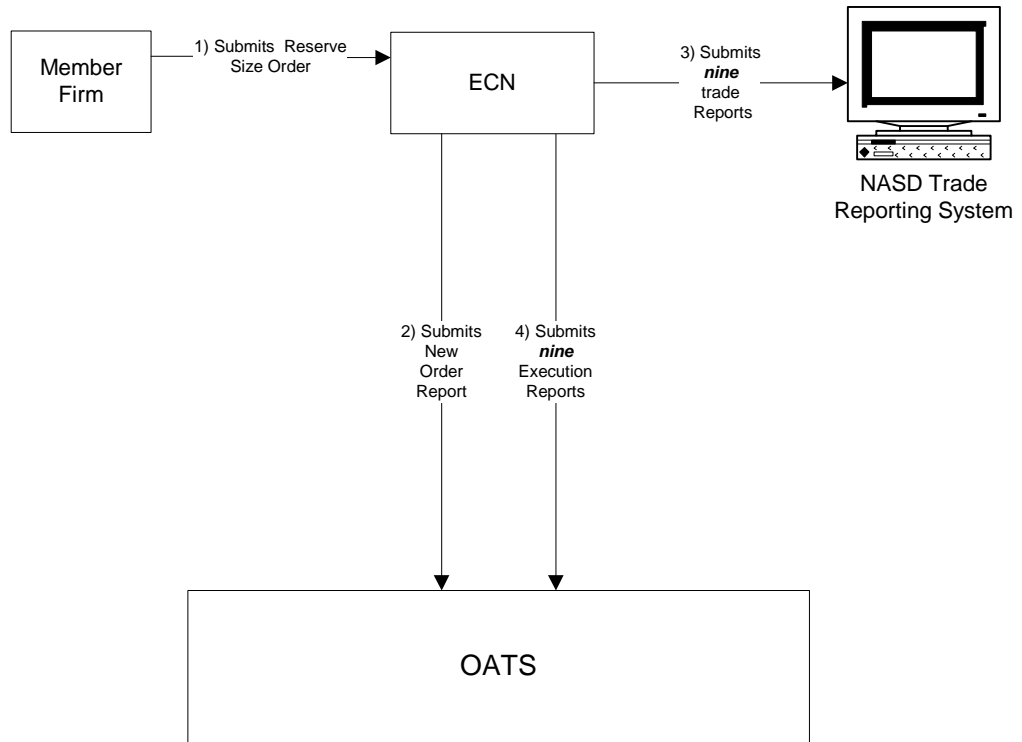 Member
Firm
1) Submits Reserve
Size Order
ECN
3) Submits
nine
trade
Reports
NASD Trade
Reporting System
2) Submits
New
Order
Report
4) Submits
nine
Execution
Reports
OATS